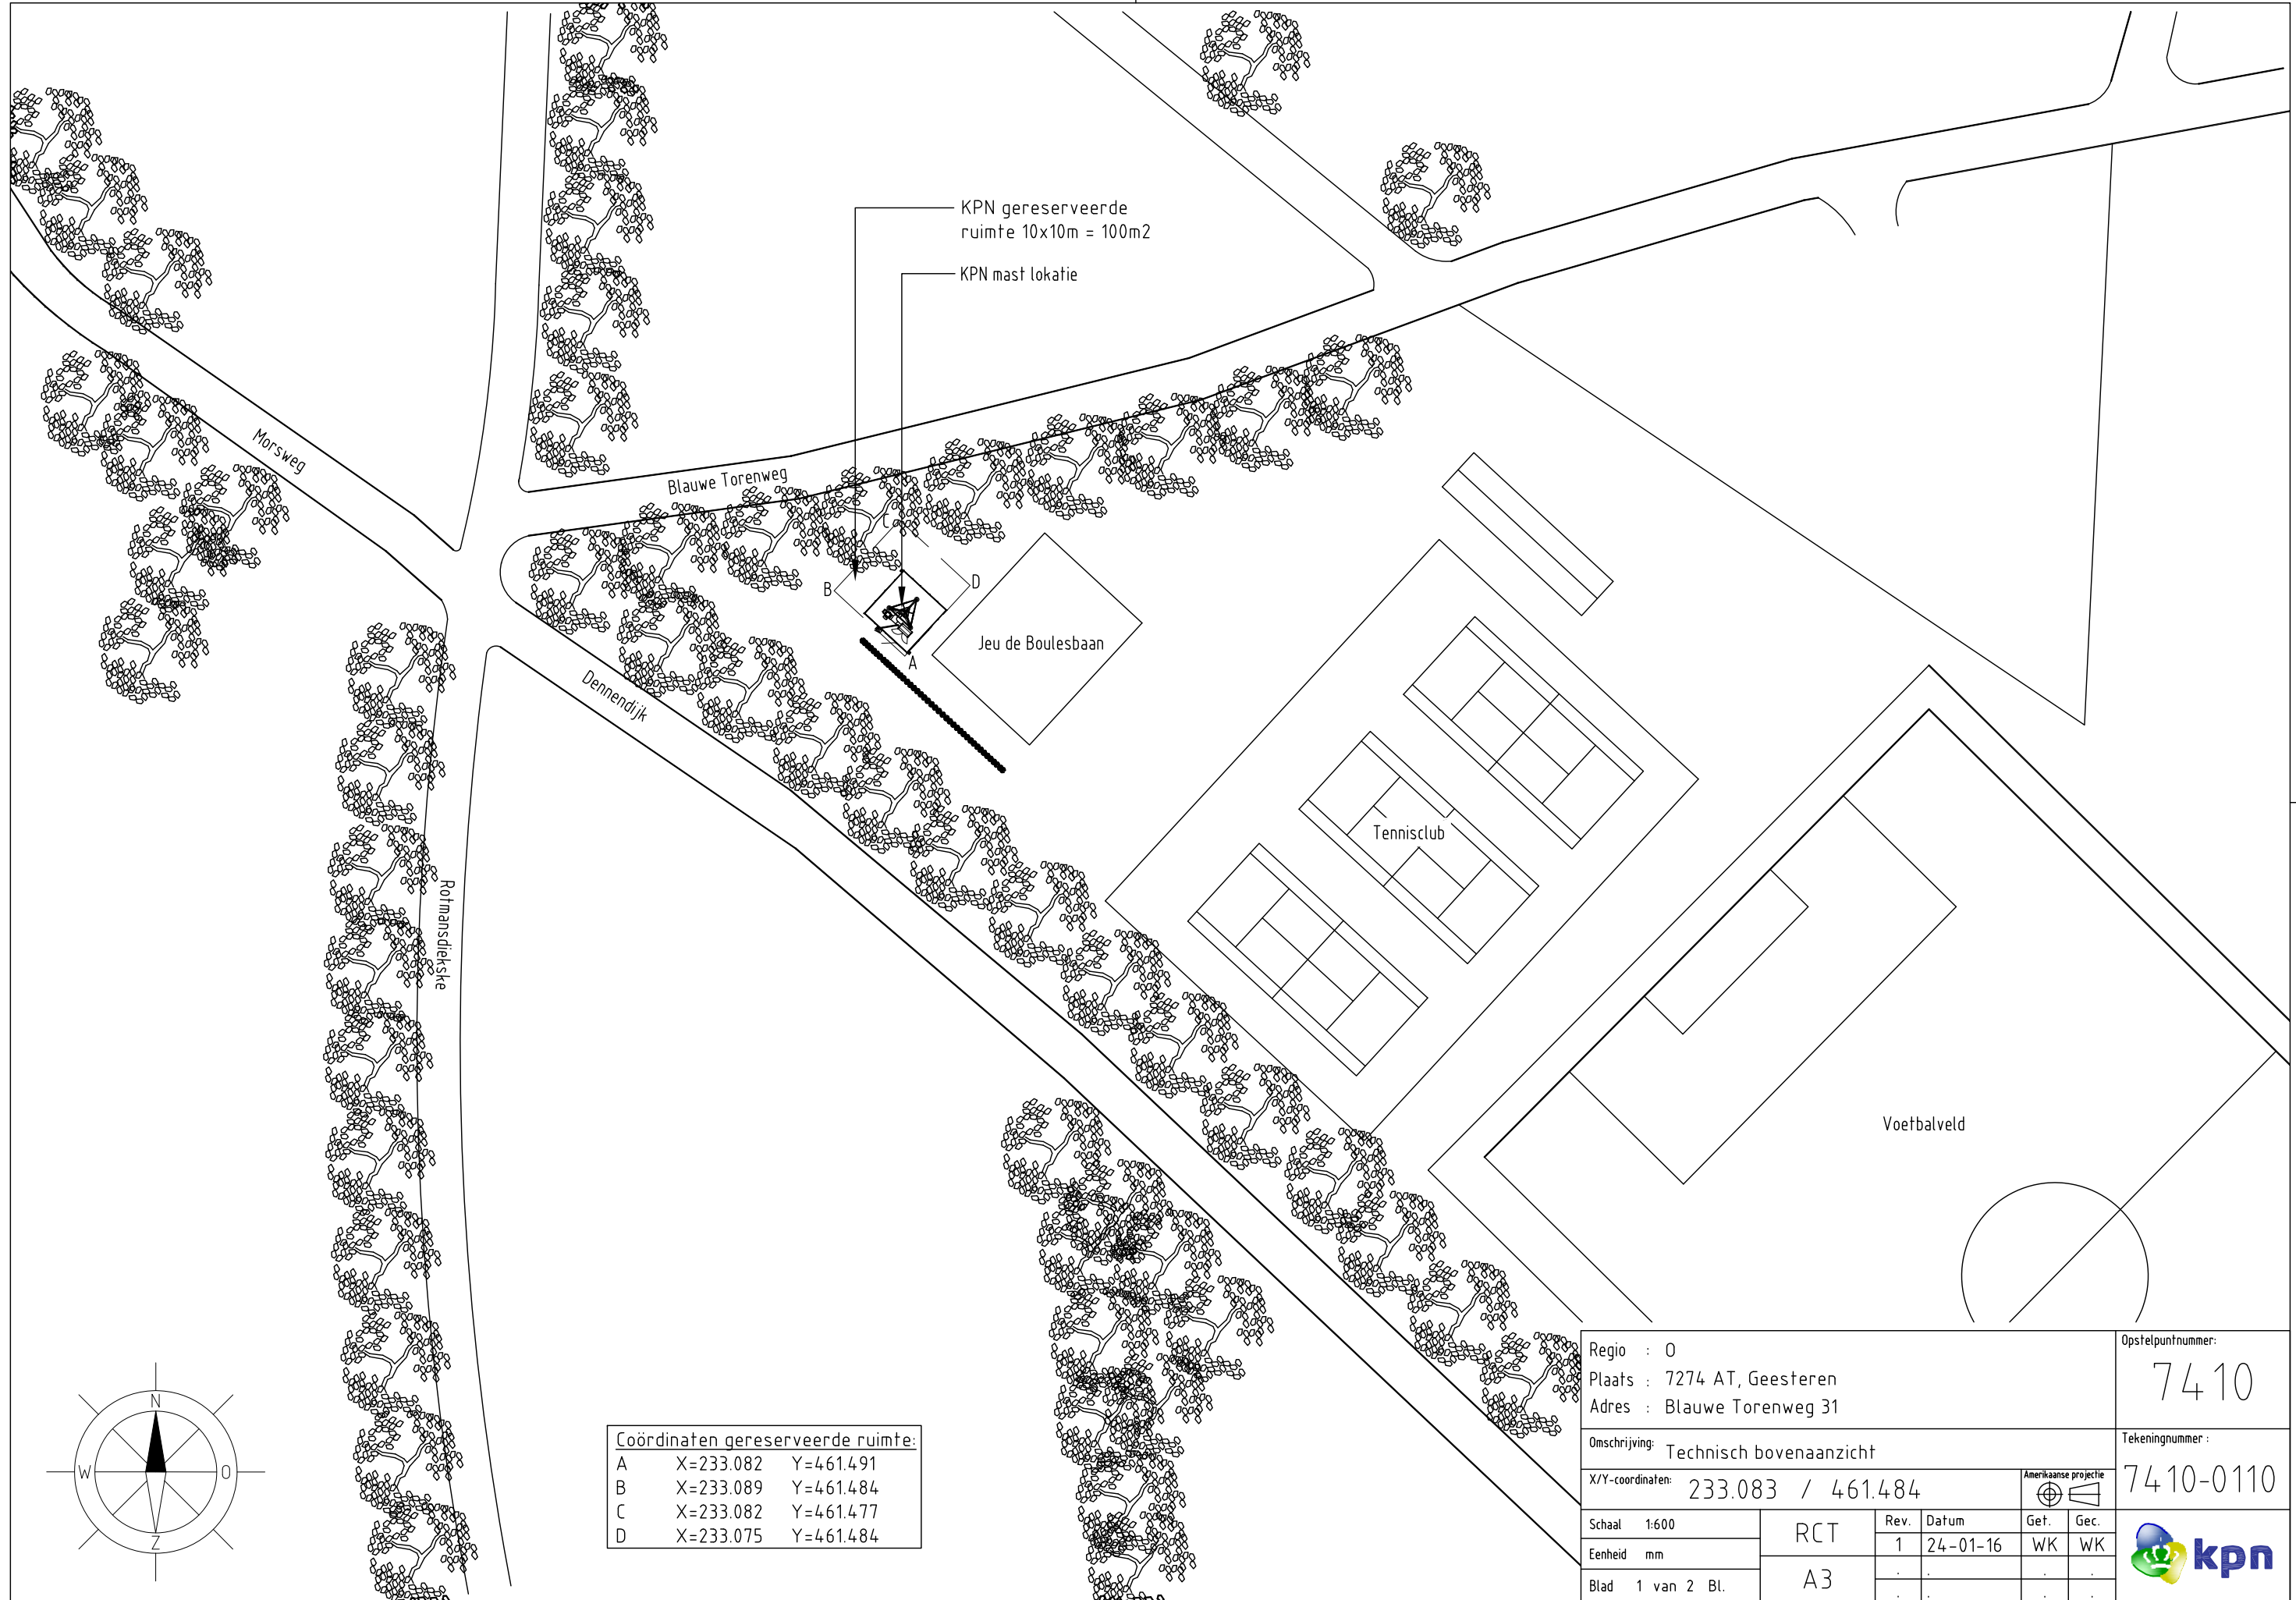 KPN gereserveerde
ruimte 10x10m = 100m2
KPN mast lokatie
Morsweg
Blauwe Torenweg
C
B
D
A
Jeu de Boulesbaan
Dennendijk
Tennisclub
Rotmansdiekske
Voetbalveld
N
W
O
Z
Coördinaten gereserveerde ruimte:
A X=233.082 Y=461.491
B X=233.089 Y=461.484
C X=233.082 Y=461.477
D X=233.075 Y=461.484
Regio : O
Plaats : 7274 AT, Geesteren
Adres : Blauwe Torenweg 31
Opstelpuntnummer:
7410
Omschrijving: Technisch bovenaanzicht
Tekeningnummer :
7410-0110
X/Y-coordinaten: 233.083 / 461.484
Amerikaanse projectie
Schaal 1:600
Eenheid mm
Blad 1 van 2 Bl.
RCT
A3
Rev. Datum Get. Gec.
1 24-01-16 WK WK
. . . .
. . . .
kpn